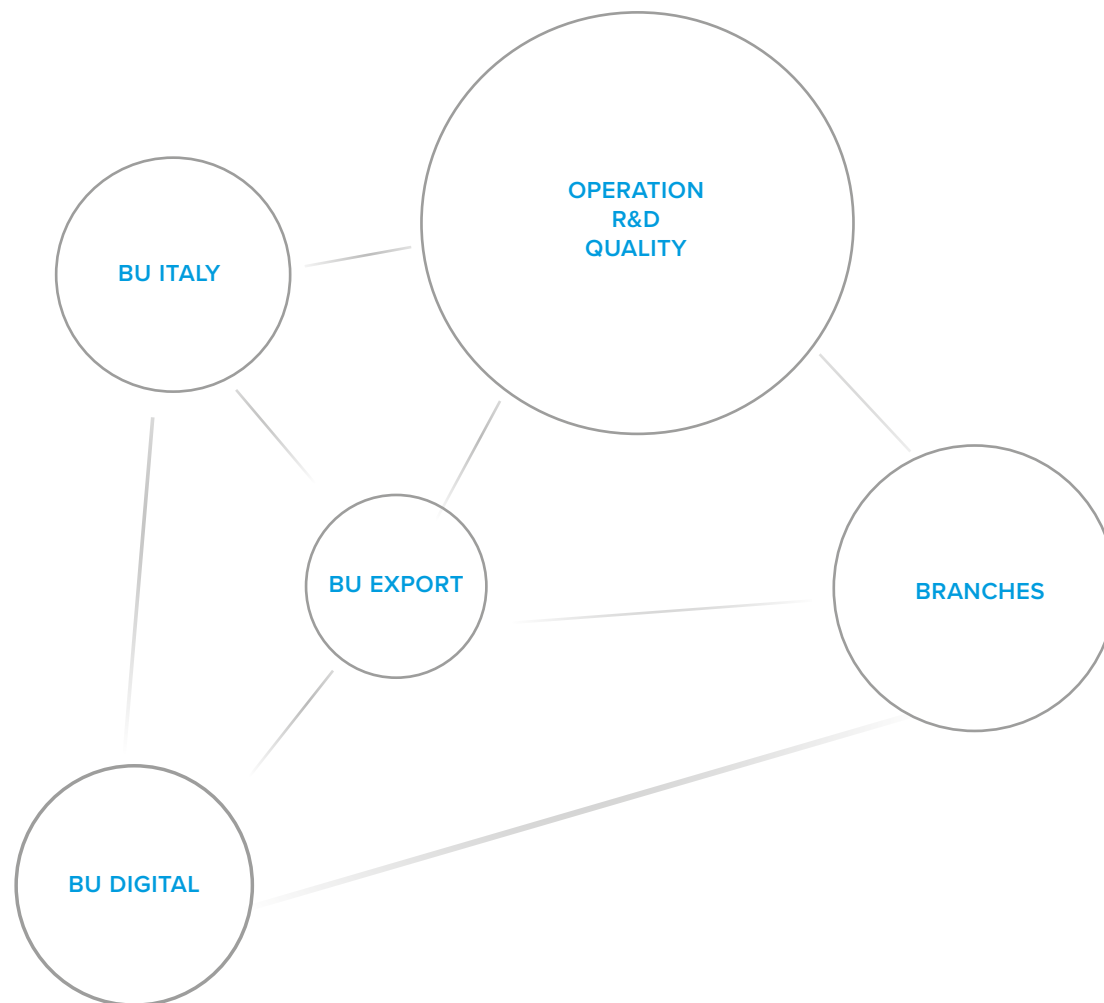 OPERATION
R&D
QUALITY
BU ITALY
BU EXPORT
BRANCHES
BU DIGITAL